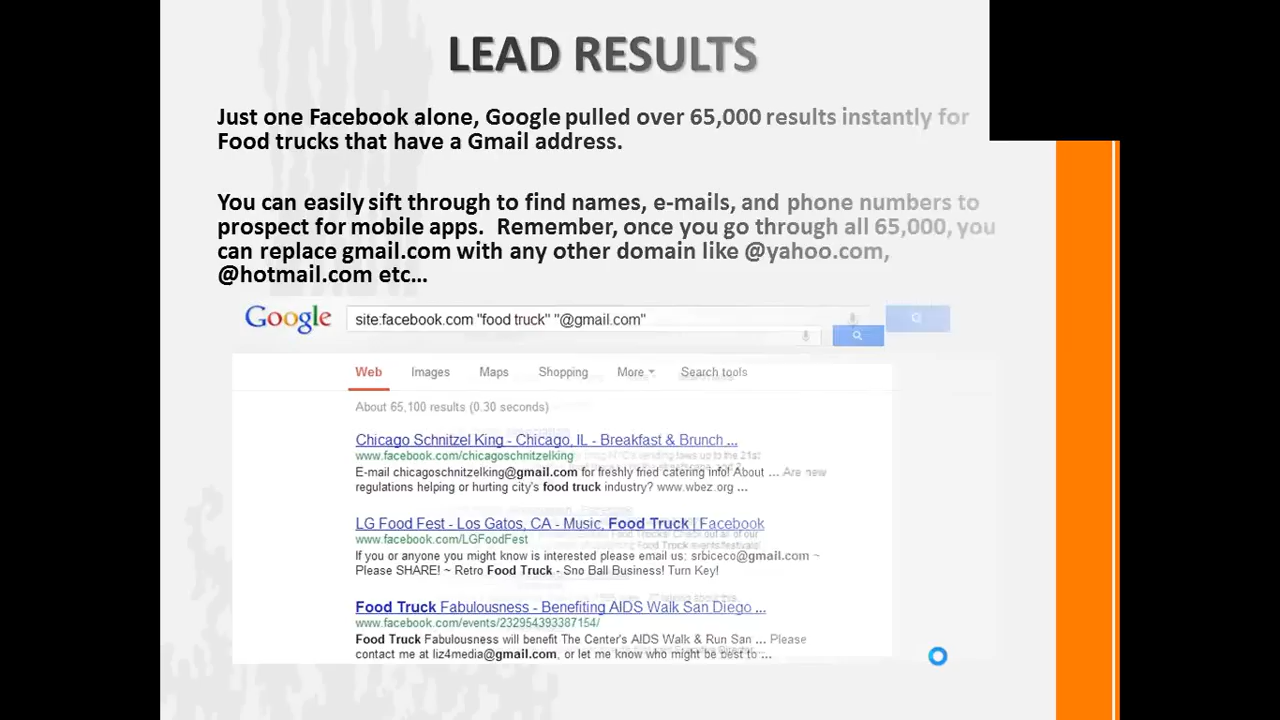 LEAD RESULTS
Just one Facebook alone, Google pulled over 65,000 results instantly for
Food trucks that have a Gmail address.
You can easily sift through to find names, e-mails, and phone numbers to
prospect for mobile apps.  Remember, once you go through all 65,000, you
can replace gmail.com with any other domain like @yahoo.com,
@hotmail.com etc...
Google site:facebook.com "food truck" "@gmail.com"
Web Images Maps Shopping More Search tools
About 65,100 results (0.30 seconds)
Chicago Schnitzel King - Chicago, IL - Breakfast & Brunch ...
www.facebook.com/chicagoschnitzelking
E-mail chicagoschnitzelking@gmail.com for freshly fried catering info! About ... Are new
regulations helping or hurting city's food truck industry? www.wbez.org ...
LG Food Fest - Los Gatos, CA - Music, Food Truck | Facebook
www.facebook.com/LGFoodFest
If you or anyone you might know is interested please email us: srbiceco@gmail.com ~
Please SHARE! ~ Retro Food Truck - Sno Ball Business! Turn Key!
Food Truck Fabulousness - Benefiting AIDS Walk San Diego ...
www.facebook.com/events/232954393387154/
Food Truck Fabulousness will benefit The Center's AIDS Walk & Run San ... Please
contact me at liz4media@gmail.com, or let me know who might be best to ...